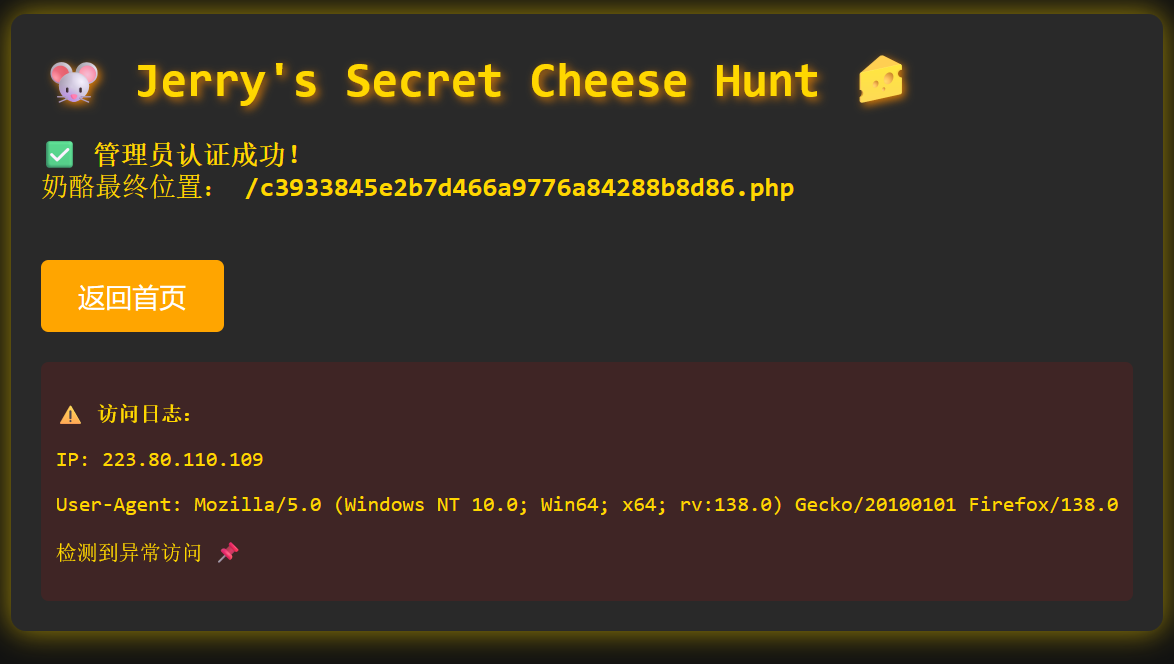 Jerry's Secret Cheese Hunt
管理员认证成功！
奶酪最终位置： /c3933845e2b7d466a9776a84288b8d86.php
返回首页
访问日志：
IP: 223.80.110.109
User-Agent: Mozilla/5.0 (Windows NT 10.0; Win64; x64; rv:138.0) Gecko/20100101 Firefox/138.0
检测到异常访问